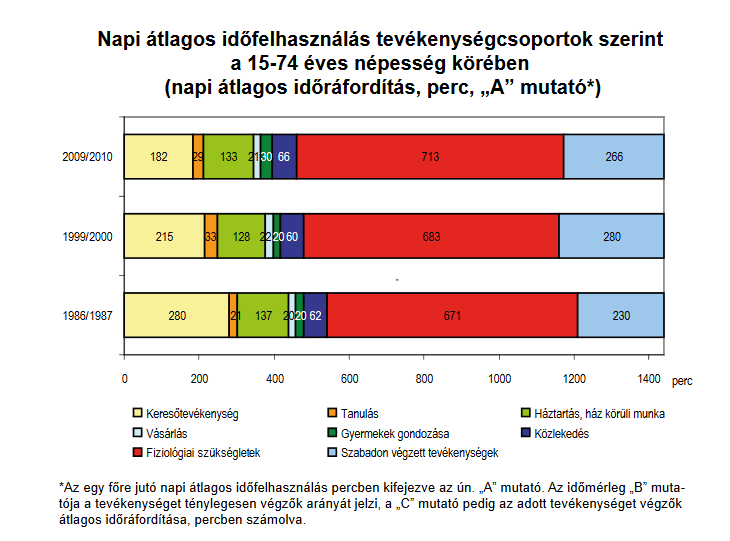 Napi átlagos időfelhasználás tevékenységcsoportok szerint
a 15-74 éves népesség körében
(napi átlagos időráfordítás, perc, „A” mutató*)
2009/2010 182 29 133 21 30 66 713 266
1999/2000 215 33 128 22 20 60 683 280
1986/1987 280 21 137 20 20 62 671 230
0 200 400 600 800 1000 1200 1400 perc
Keresőtevékenység Tanulás Háztartás, ház körüli munka
Vásárlás Gyermekek gondozása Közlekedés
Fiziológiai szükségletek Szabadon végzett tevékenységek
*Az egy főre jutó napi átlagos időfelhasználás percben kifejezve az ún. „A” mutató. Az időmérleg „B” muta-
tója a tevékenységet ténylegesen végzők arányát jelzi, a „C” mutató pedig az adott tevékenységet végzők
átlagos időráfordítása, percben számolva.